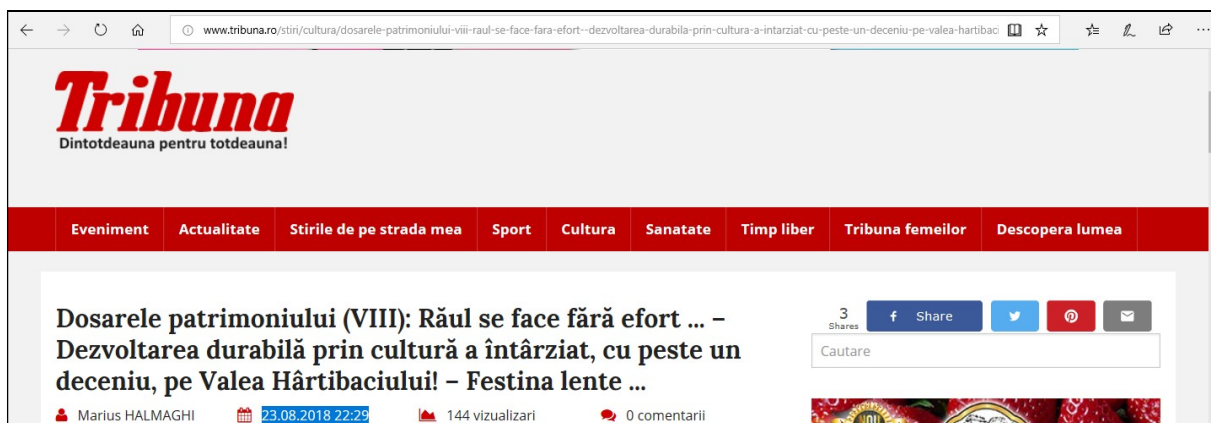 www.tribuna.ro/stiri/cultura/dosarele-patrimoniului-viii-raul-se-face-fara-efort--dezvoltarea-durabila-prin-cultura-a-intarziat-cu-peste-un-deceniu-pe-valea-hartibaci
Tribuna
Dintotdeauna pentru totdeauna!
Eveniment Actualitate Stirile de pe strada mea Sport Cultura Sanatate Timp liber Tribuna femeilor Descopera lumea
Dosarele patrimoniului (VIII): Răul se face fără efort ... –
Dezvoltarea durabilă prin cultură a întârziat, cu peste un
deceniu, pe Valea Hârtibaciului! – Festina lente ...
Marius HALMAGHI 23.08.2018 22:29 144 vizualizari 0 comentarii
3
Shares
Share
Cautare